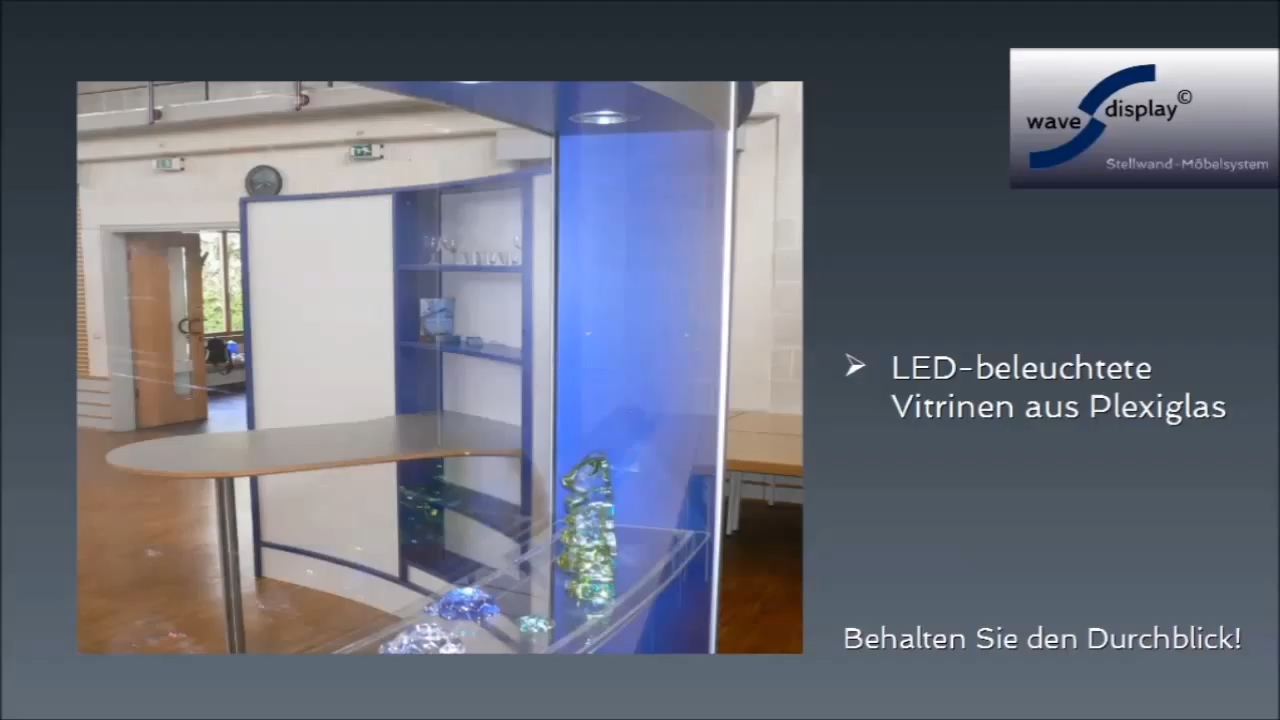 wave display©
Stellwand-Möbelsystem
➢ LED-beleuchtete
Vitrinen aus Plexiglas
Behalten Sie den Durchblick!